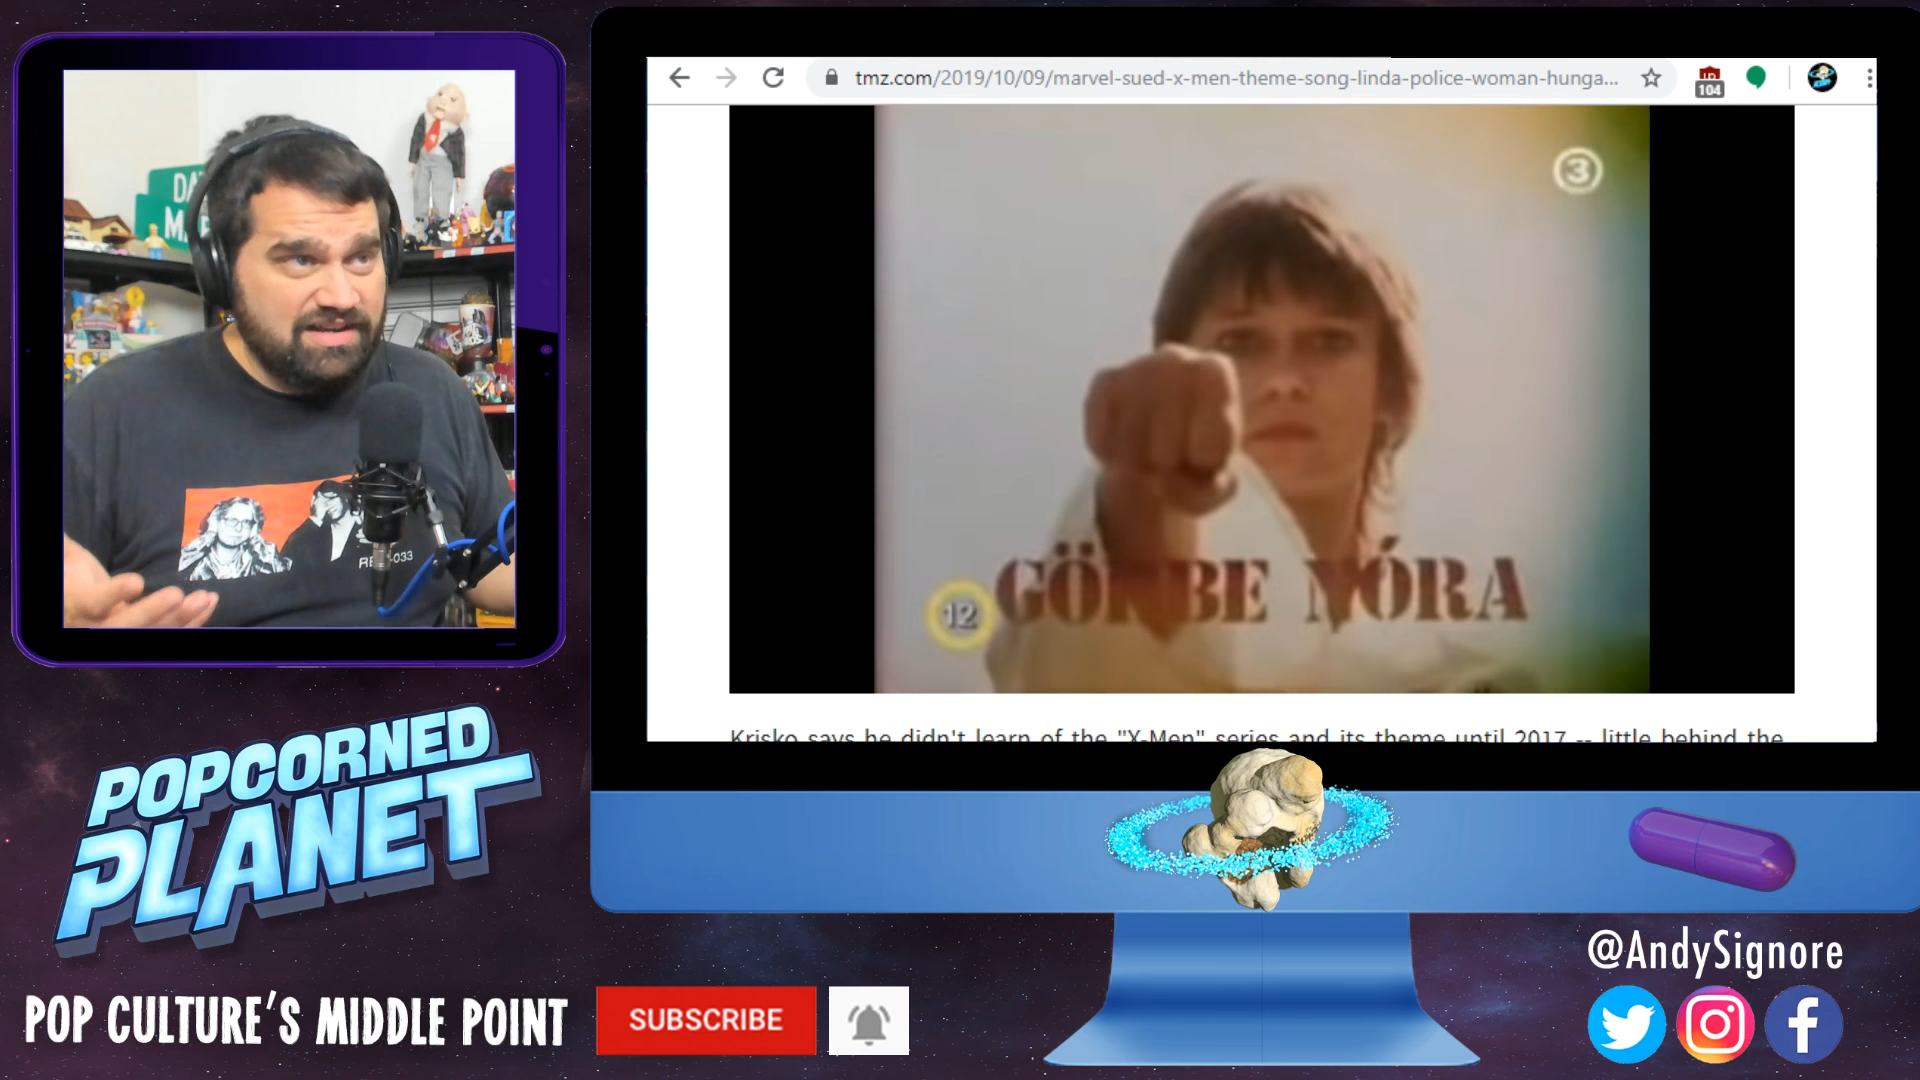 tmz.com/2019/10/09/marvel-sued-x-men-theme-song-linda-police-woman-hunga...
104
3
12
GÖNBE NÓRA
Krisko says he didn't learn of the "X-Men" series and its theme until 2017 -- little behind the
POPCORNED
PLANET
POP CULTURE'S MIDDLE POINT
SUBSCRIBE
@AndySignore